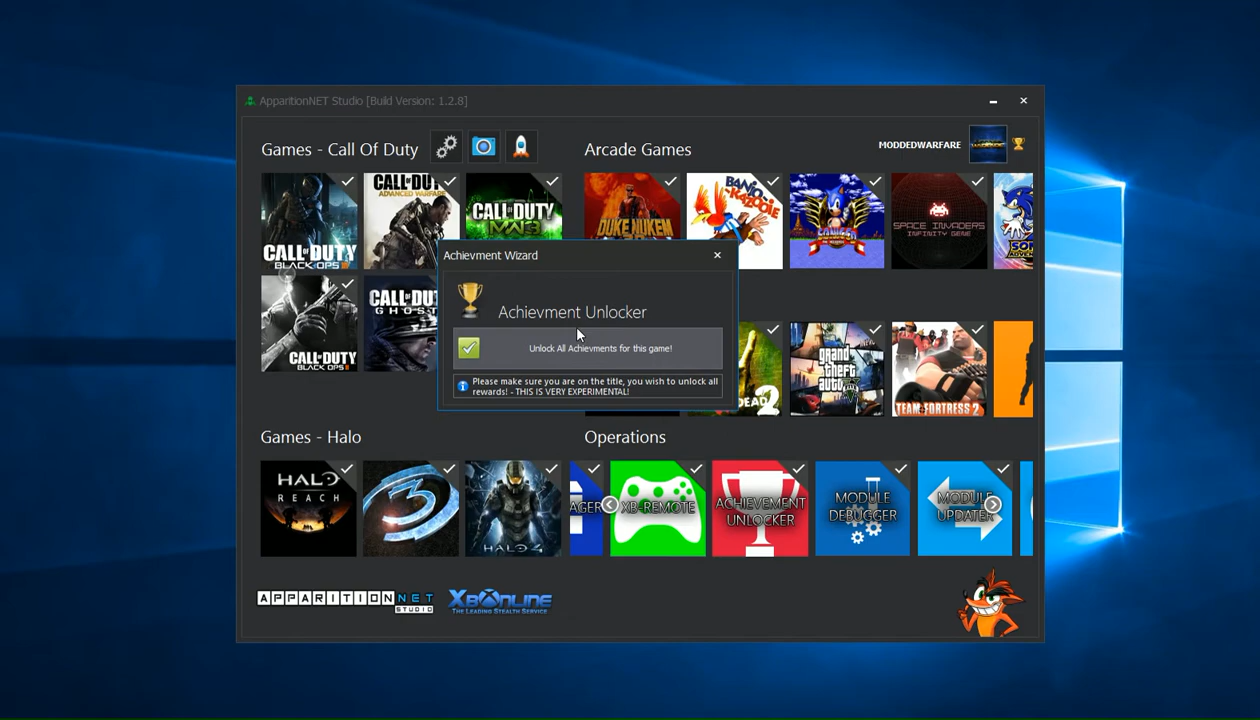 ApparitionNET Studio [Build Version: 1.2.8]
Games - Call Of Duty
Arcade Games
MODDEDWARFARE
CALL OF DUTY
BLACK OPS
CALL OF DUTY
ADVANCED WARFARE
CALL OF DUTY
MW3
DUKE NUKEM
BANJO-
KAZOOIE
SPACE INVADERS
INFINITY GENE
CALL OF DUTY
BLACK OPS II
CALL OF DU
GHOST
Achievment Wizard
Achievment Unlocker
Unlock All Achievments for this game!
Please make sure you are on the title, you wish to unlock all
rewards! - THIS IS VERY EXPERIMENTAL!
DEAD 2
grand
theft
auto
TEAM FORTRESS 2
Games - Halo
Operations
HALO
REACH
3
HALO 4
AGER
XB-REMOTE
ACHIEVEMENT
UNLOCKER
MODULE
DEBUGGER
MODULE
UPDATER
APPARITIONNET
STUDIO
XBONLINE
THE LEADING STEALTH SERVICE